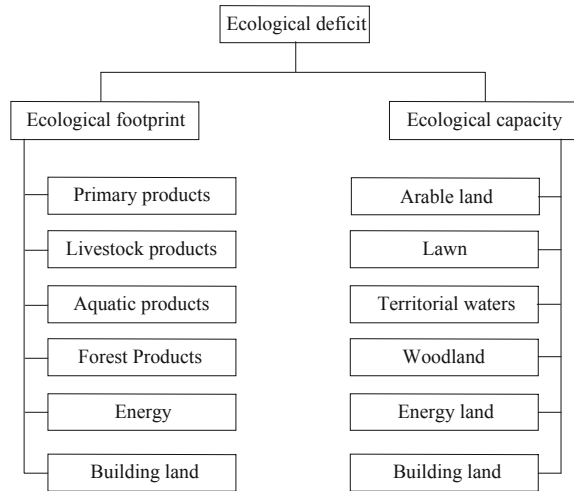 Ecological deficit
Ecological footprint
Ecological capacity
Primary products
Arable land
Livestock products
Lawn
Aquatic products
Territorial waters
Forest Products
Woodland
Energy
Energy land
Building land
Building land